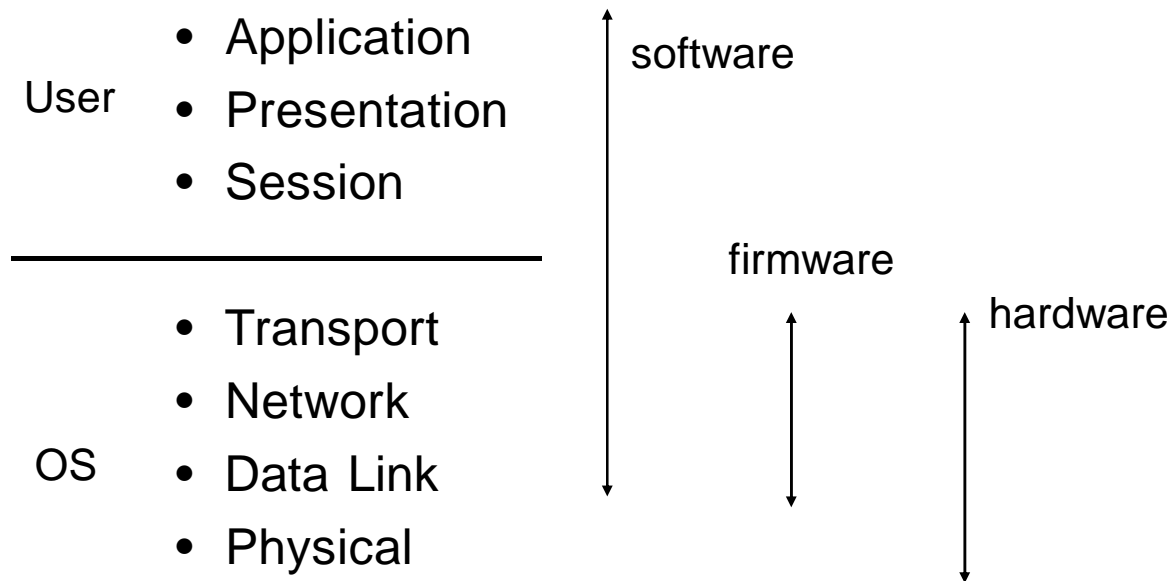 • Application
software
User
• Presentation
• Session
firmware
hardware
• Transport
• Network
OS
• Data Link
• Physical